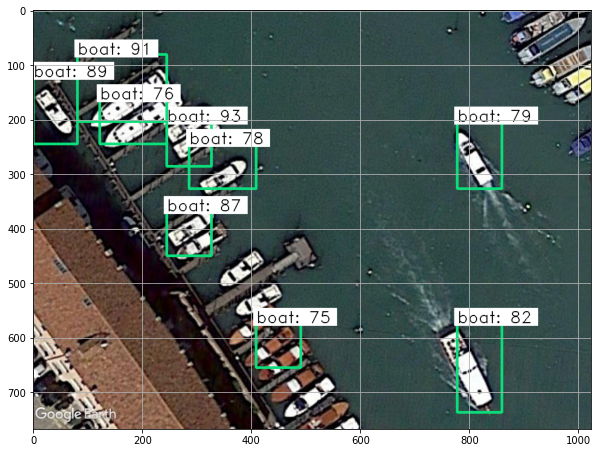 boat: 91
boat: 89
boat: 76
boat: 93
boat: 79
boat: 78
boat: 87
boat: 75
boat: 82
Google Earth
0
100
200
300
400
500
600
700
0
200
400
600
800
1000